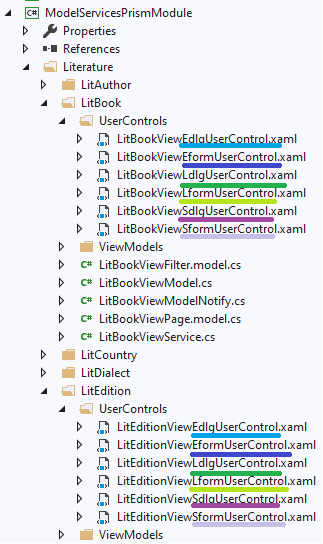 ModelServicesPrismModule
Properties
References
Literature
LitAuthor
LitBook
UserControls
LitBookViewEdlgUserControl.xaml
LitBookViewEformUserControl.xaml
LitBookViewLdlgUserControl.xaml
LitBookViewLformUserControl.xaml
LitBookViewSdlgUserControl.xaml
LitBookViewSformUserControl.xaml
ViewModels
LitBookViewFilter.model.cs
LitBookViewModel.cs
LitBookViewModelNotify.cs
LitBookViewPage.model.cs
LitBookViewService.cs
LitCountry
LitDialect
LitEdition
UserControls
LitEditionViewEdlgUserControl.xaml
LitEditionViewEformUserControl.xaml
LitEditionViewLdlgUserControl.xaml
LitEditionViewLformUserControl.xaml
LitEditionViewSdlgUserControl.xaml
LitEditionViewSformUserControl.xaml
ViewModels